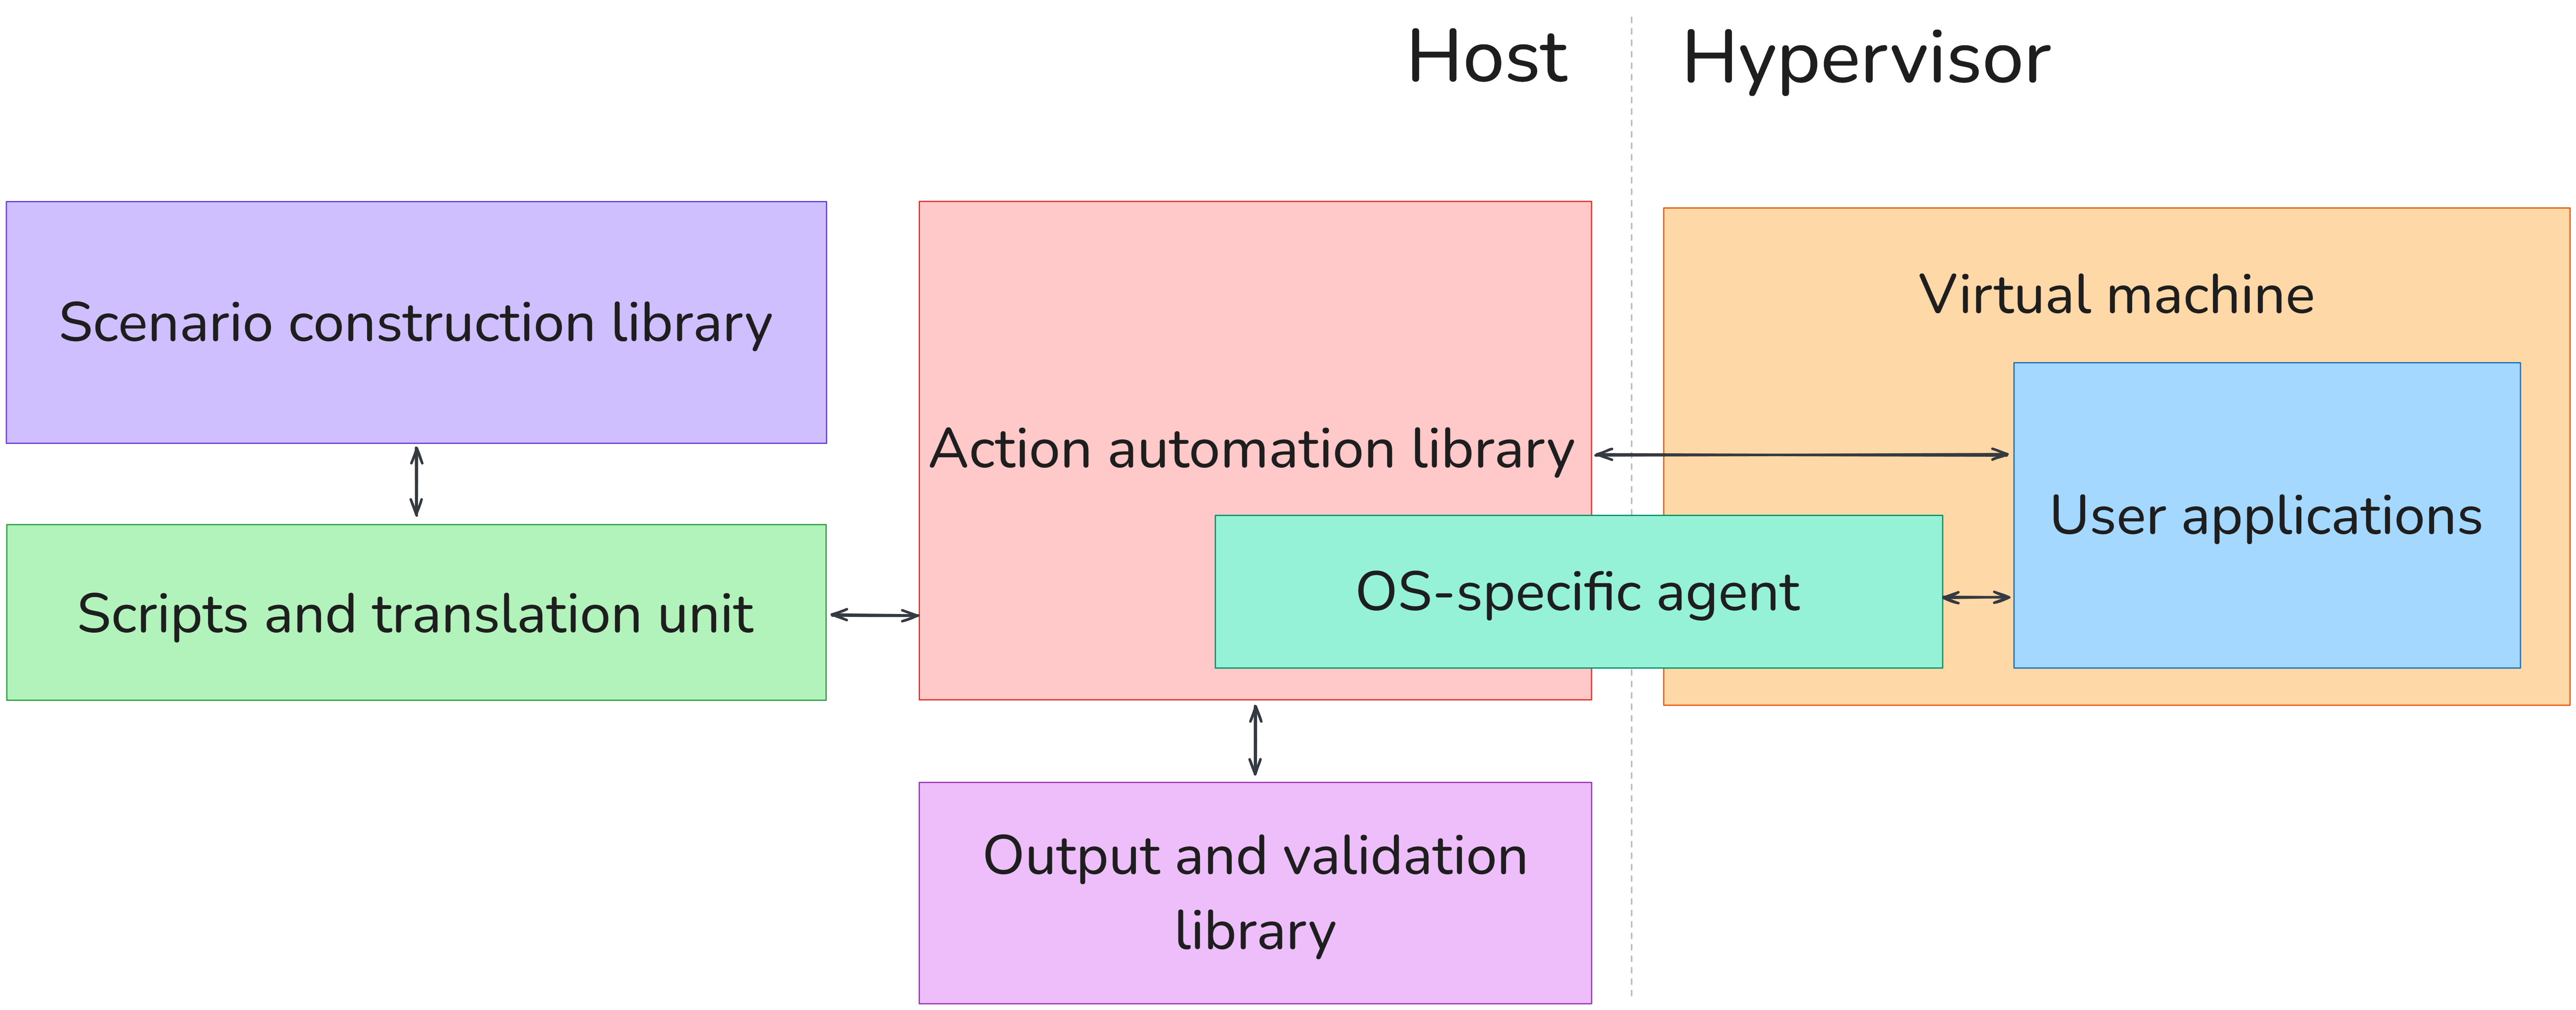 Host
Hypervisor
Scenario construction library
Scripts and translation unit
Action automation library
OS-specific agent
Output and validation
library
Virtual machine
User applications